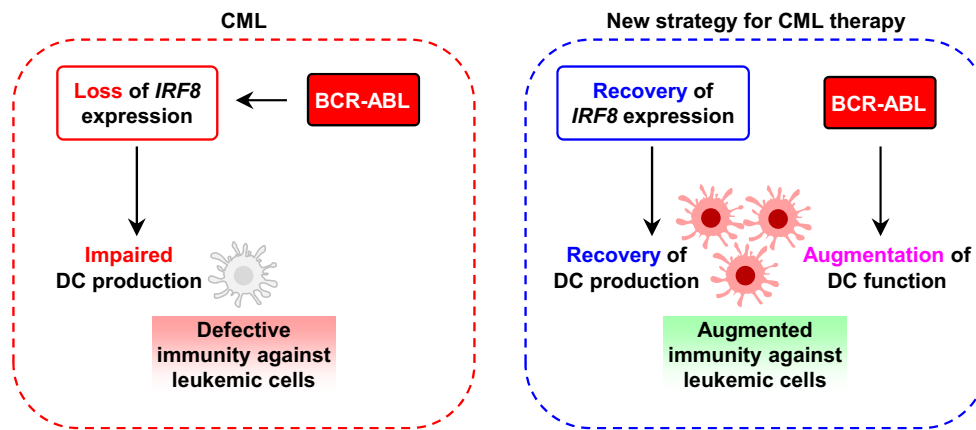 CML
Loss of IRF8
expression
BCR-ABL
Impaired
DC production
Defective
immunity against
leukemic cells
New strategy for CML therapy
Recovery of
IRF8 expression
BCR-ABL
Recovery of
DC production
Augmentation of
DC function
Augmented
immunity against
leukemic cells